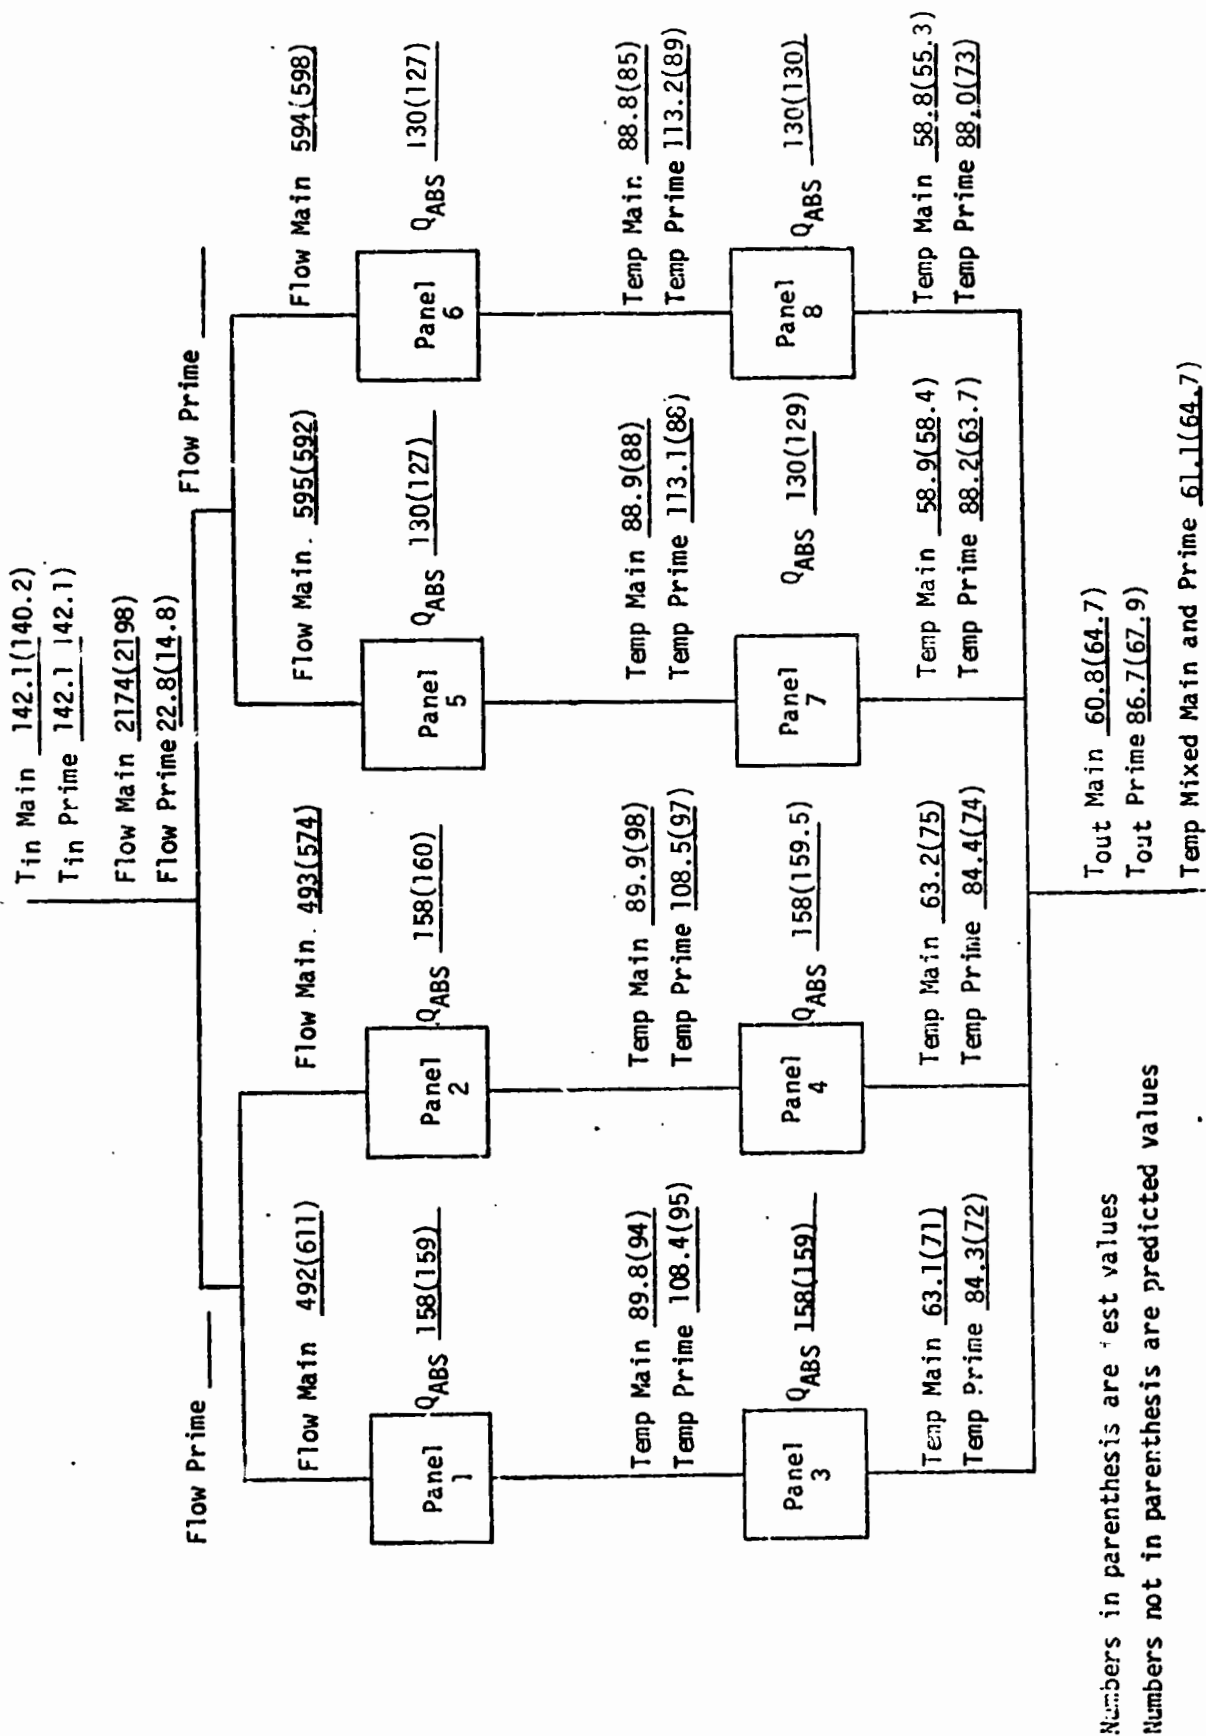 Tin Main 142.1(140.2)
Tin Prime 142.1 142.1)
Flow Main 2174(2198)
Flow Prime 22.8(14.8)
Flow Prime
Flow Prime
Flow Main 492(611)
Flow Main. 493(574)
Flow Main. 595(592)
Flow Main 594(598)
Panel 1
QABS 158(159)
Panel 2
QABS 158(160)
Panel 5
QABS 130(127)
Panel 6
QABS 130(127)
Temp Main 89.8(94)
Temp Prime 108.4(95)
Temp Main 89.9(98)
Temp Prime 108.5(97)
Temp Main 88.9(88)
Temp Prime 113.1(88)
Temp Main 88.8(85)
Temp Prime 113.2(89)
Panel 3
QABS 158(159)
Panel 4
QABS 158(159.5)
Panel 7
QABS 130(129)
Panel 8
QABS 130(130)
Temp Main 63.1(71)
Temp Prime 84.3(72)
Temp Main 63.2(75)
Temp Prime 84.4(74)
Temp Main 58.9(58.4)
Temp Prime 88.2(63.7)
Temp Main 58.8(55.3)
Temp Prime 88.0(73)
Tout Main 60.8(64.7)
Tout Prime 86.7(67.9)
Temp Mixed Main and Prime 61.1(64.7)
Numbers in parenthesis are test values
Numbers not in parenthesis are predicted values